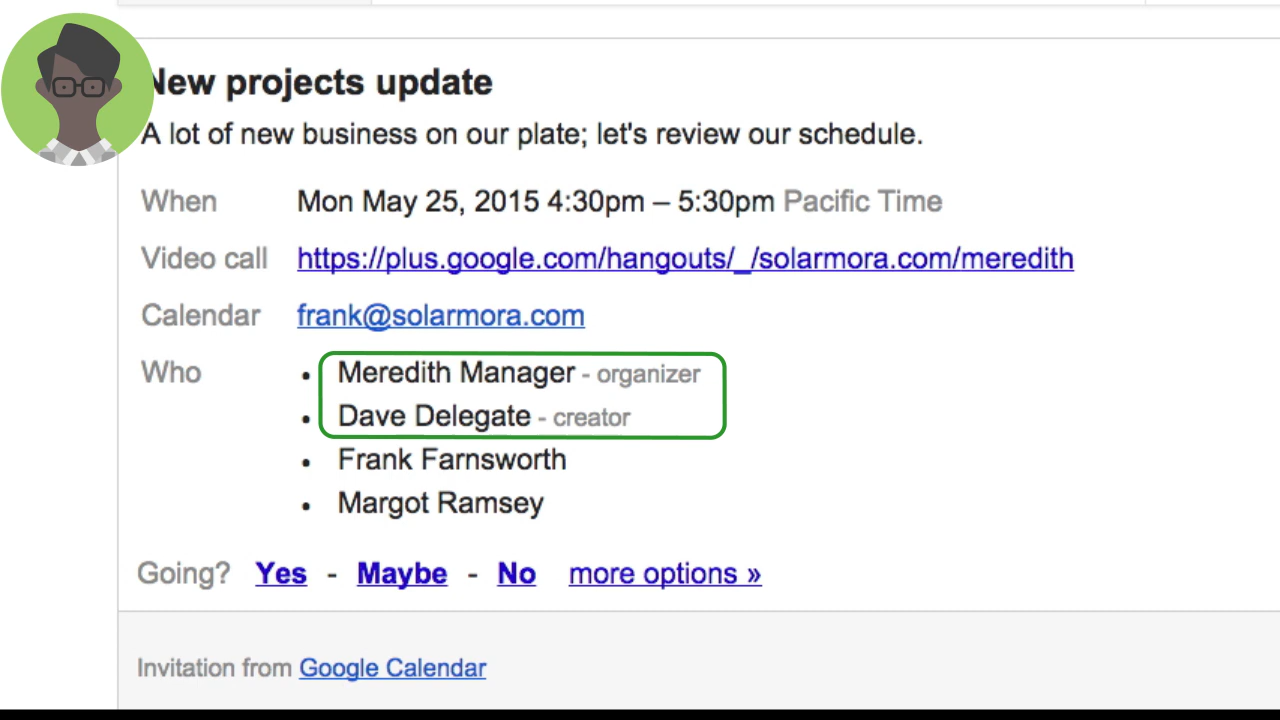 New projects update
A lot of new business on our plate; let's review our schedule.
When Mon May 25, 2015 4:30pm – 5:30pm Pacific Time
Video call https://plus.google.com/hangouts/_/solarmora.com/meredith
Calendar frank@solarmora.com
Who • Meredith Manager - organizer
• Dave Delegate - creator
• Frank Farnsworth
• Margot Ramsey
Going? Yes - Maybe - No more options »
Invitation from Google Calendar